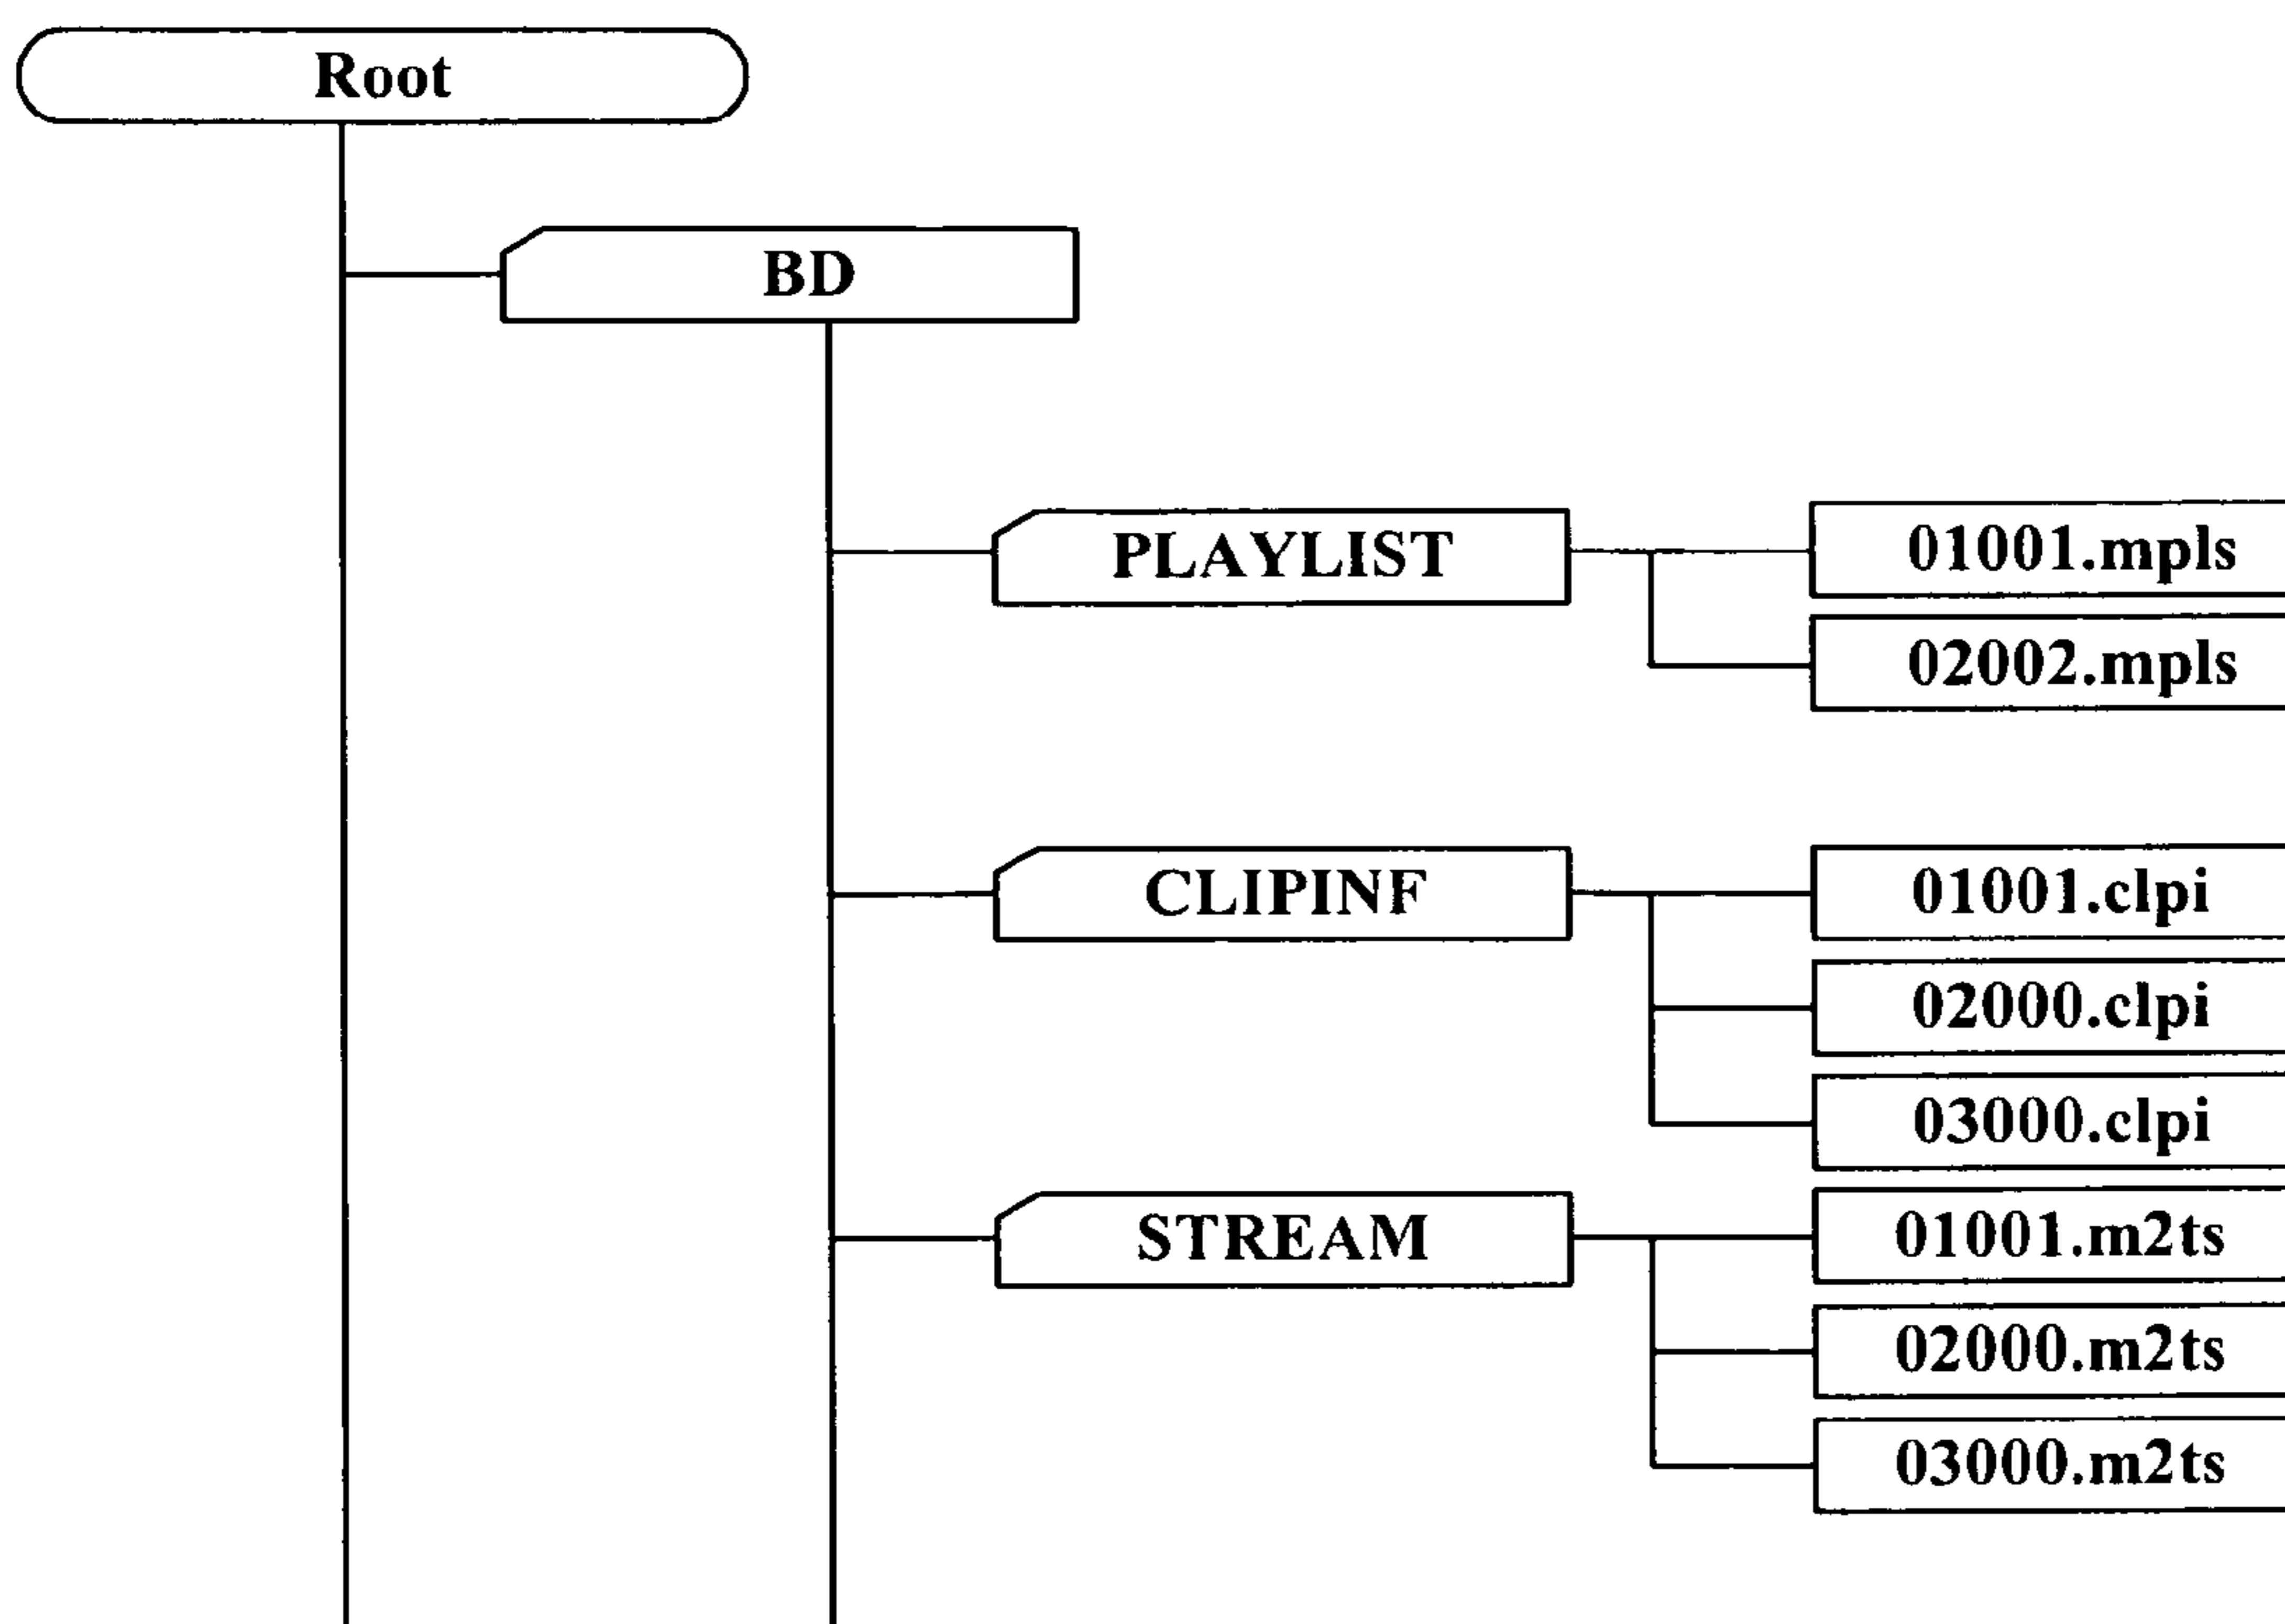 Root
BD
PLAYLIST
01001.mpls
02002.mpls
CLIPINF
01001.clpi
02000.clpi
03000.clpi
STREAM
01001.m2ts
02000.m2ts
03000.m2ts